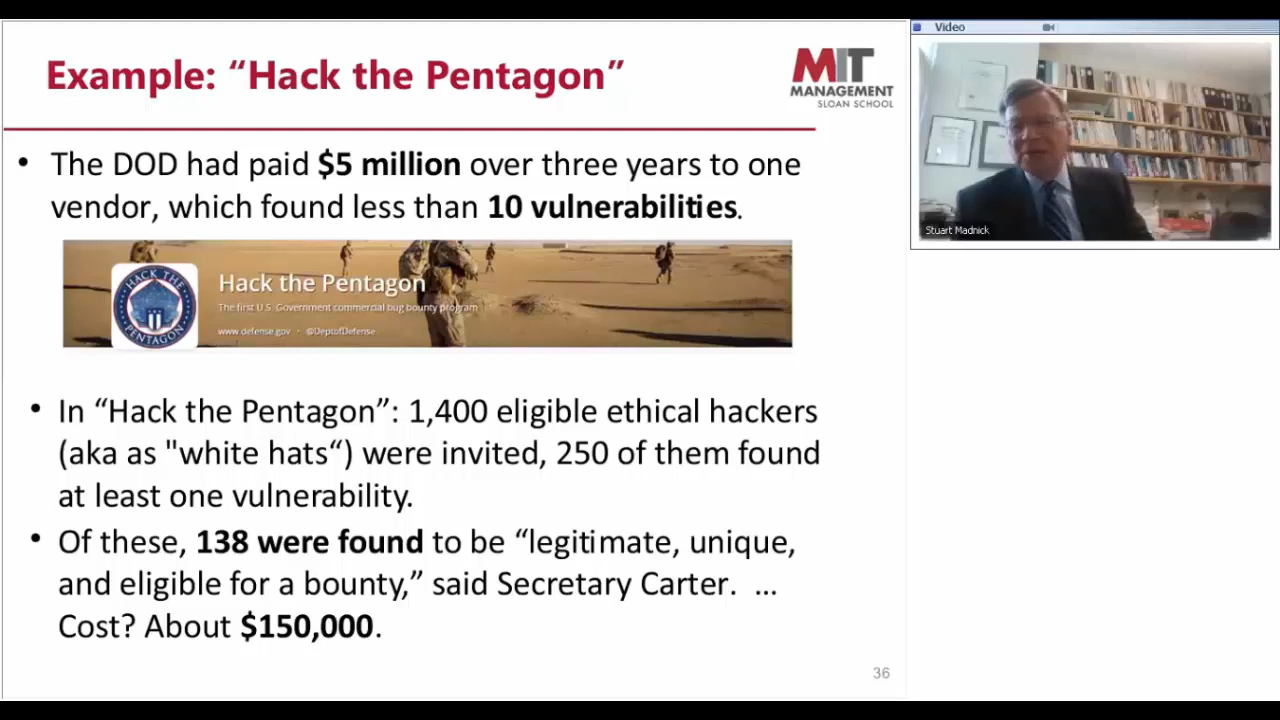 Example: “Hack the Pentagon”
MIT
MANAGEMENT
SLOAN SCHOOL
• The DOD had paid $5 million over three years to one
vendor, which found less than 10 vulnerabilities.
HACK THE
PENTAGON
Hack the Pentagon
The first U.S. Government commercial bug bounty program
www.defense.gov · @DeptofDefense
• In “Hack the Pentagon”: 1,400 eligible ethical hackers
(aka as "white hats“) were invited, 250 of them found
at least one vulnerability.
• Of these, 138 were found to be “legitimate, unique,
and eligible for a bounty,” said Secretary Carter. ...
Cost? About $150,000.
36
Video
Stuart Madnick